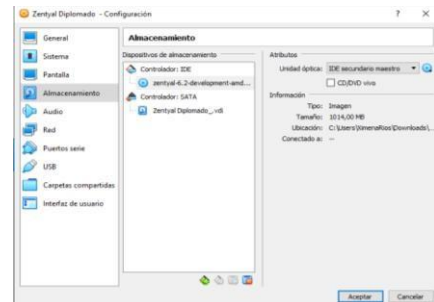 Zentyal Diplomado - Configuración
? ×
General
Sistema
Pantalla
Almacenamiento
Audio
Red
Puertos serie
USB
Carpetas compartidas
Interfaz de usuario
Almacenamiento
Dispositivos de almacenamiento
Controlador: IDE
zentyal-6.2-development-amd...
Controlador: SATA
Zentyal Diplomado_.vdi
Atributos
Unidad óptica: IDE secundario maestro
CD/DVD vivo
Información
Tipo: Imagen
Tamaño: 1014,00 MB
Ubicación: C:\Users\XimenaRios\Downloads\...
Conectado a: --
Aceptar
Cancelar